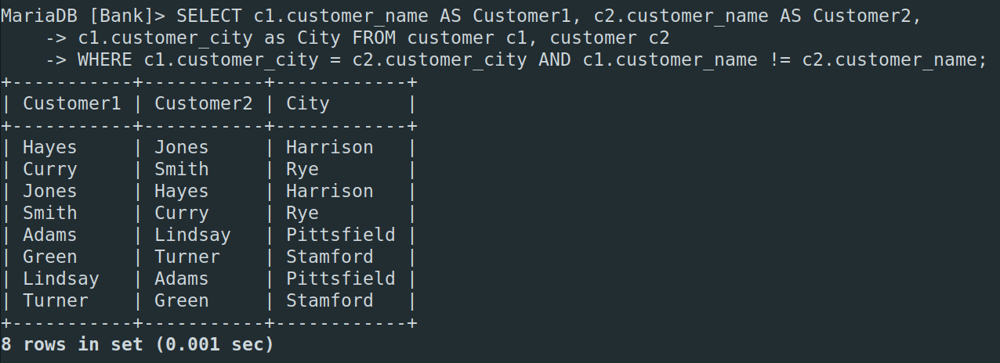 MariaDB [Bank]> SELECT c1.customer_name AS Customer1, c2.customer_name AS Customer2,
    -> c1.customer_city as City FROM customer c1, customer c2
    -> WHERE c1.customer_city = c2.customer_city AND c1.customer_name != c2.customer_name;
+-----------+-----------+------------+
| Customer1 | Customer2 | City       |
+-----------+-----------+------------+
| Hayes     | Jones     | Harrison   |
| Curry     | Smith     | Rye        |
| Jones     | Hayes     | Harrison   |
| Smith     | Curry     | Rye        |
| Adams     | Lindsay   | Pittsfield |
| Green     | Turner    | Stamford   |
| Lindsay   | Adams     | Pittsfield |
| Turner    | Green     | Stamford   |
+-----------+-----------+------------+
8 rows in set (0.001 sec)